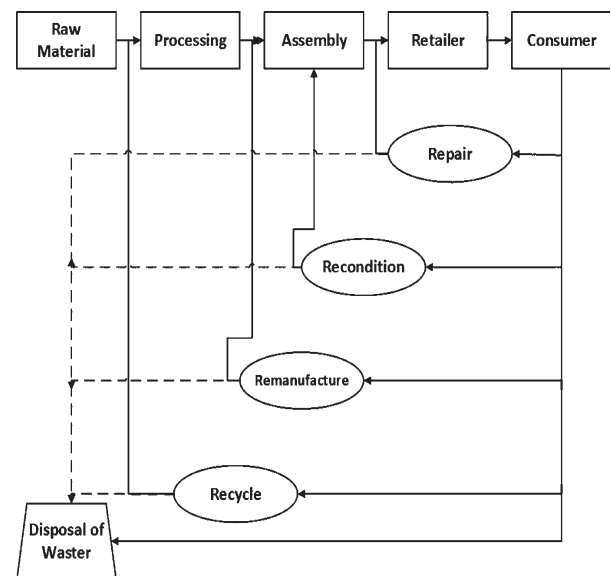 Raw
Material
Processing
Assembly
Retailer
Consumer
Repair
Recondition
Remanufacture
Recycle
Disposal of
Waster